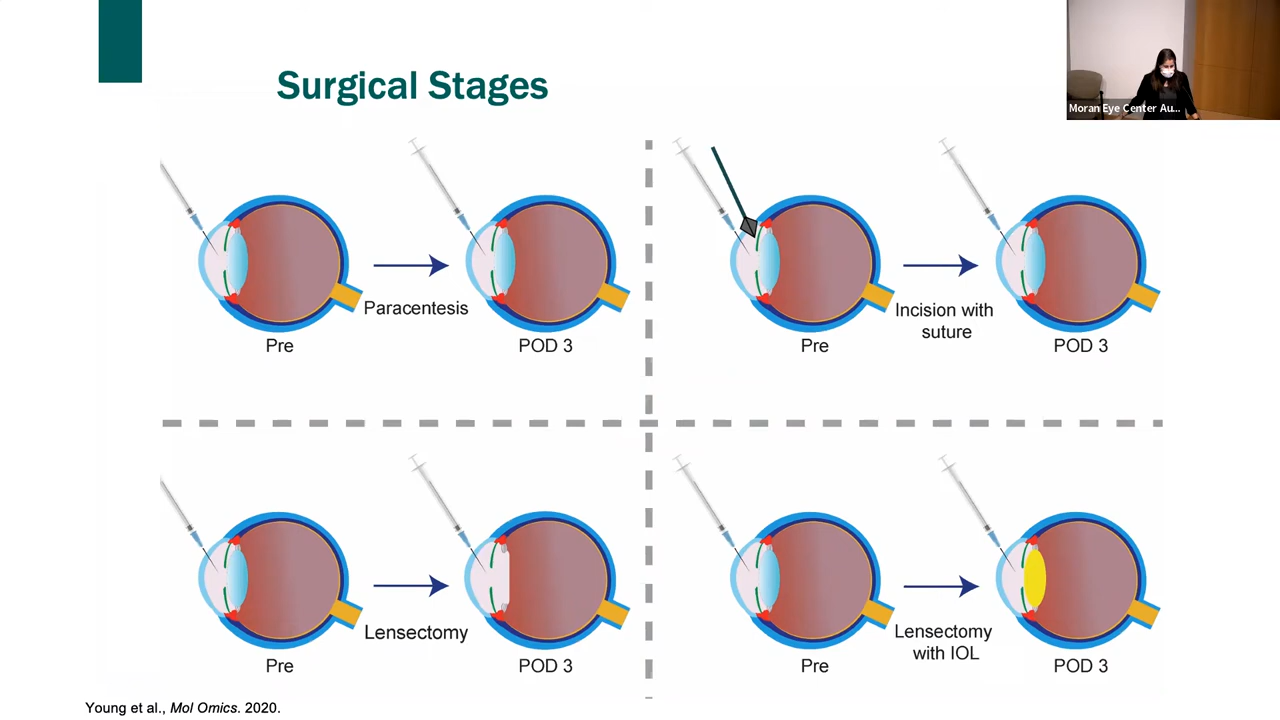 Surgical Stages
Moran Eye Center Au...
Paracentesis
Pre
POD 3
Incision with
suture
Pre
POD 3
Lensectomy
Pre
POD 3
Lensectomy
with IOL
Pre
POD 3
Young et al., Mol Omics. 2020.